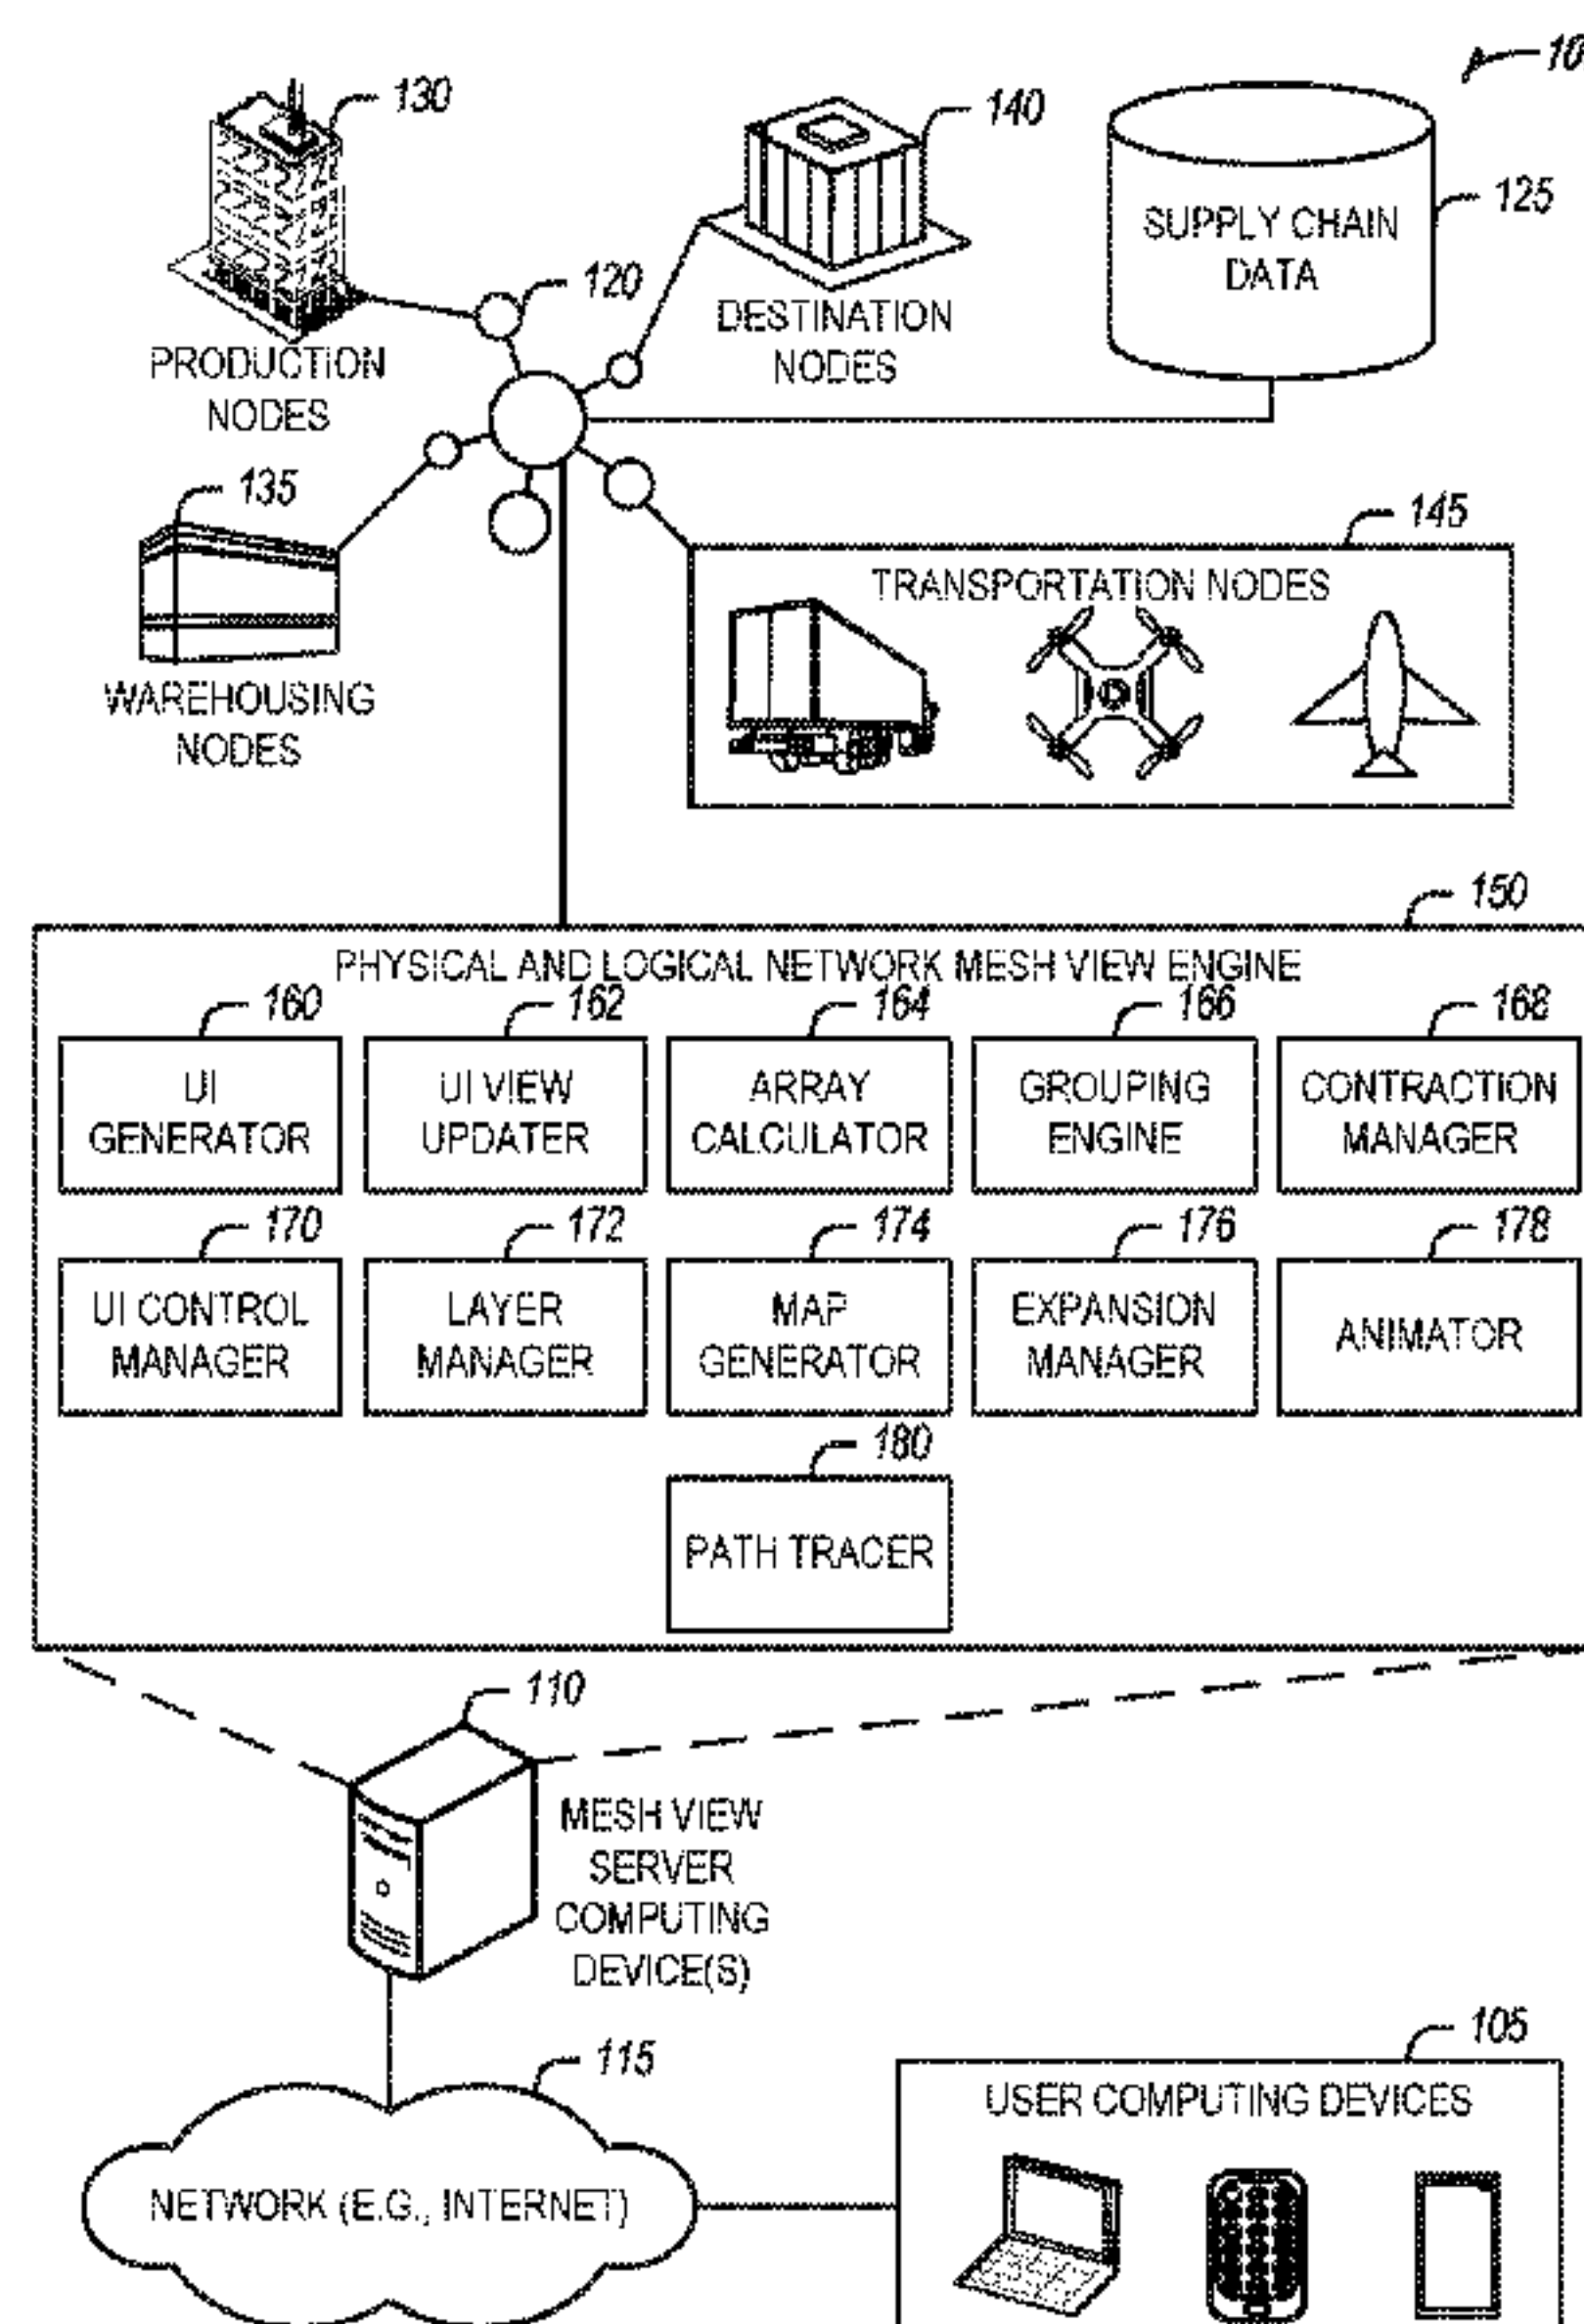 130
140
125
SUPPLY CHAIN
DATA
120
PRODUCTION
NODES
DESTINATION
NODES
135
145
TRANSPORTATION NODES
WAREHOUSING
NODES
150
PHYSICAL AND LOGICAL NETWORK MESH VIEW ENGINE
160
162
164
166
168
UI
GENERATOR
UI VIEW
UPDATER
ARRAY
CALCULATOR
GROUPING
ENGINE
CONTRACTION
MANAGER
170
172
174
176
178
UI CONTROL
MANAGER
LAYER
MANAGER
MAP
GENERATOR
EXPANSION
MANAGER
ANIMATOR
180
PATH TRACER
110
MESH VIEW
SERVER
COMPUTING
DEVICE(S)
115
105
USER COMPUTING DEVICES
NETWORK (E.G., INTERNET)